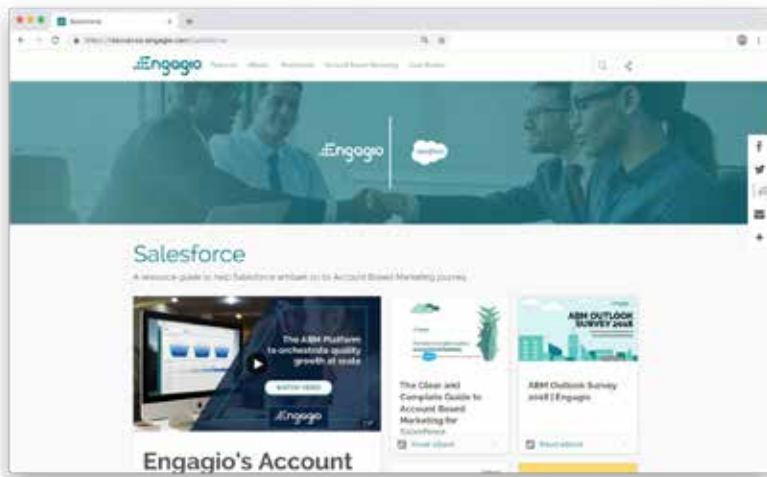 Salesforce
Engagio
Engagio
salesforce
Salesforce
A resource guide to help Salesforce embark on its Account Based Marketing journey.
The ABM Platform
to orchestrate quality
growth at scale
WATCH VIDEO
Engagio
Engagio's Account
The Clear and
Complete Guide to
Account Based
Marketing for
Salesforce
Read eBook
ABM OUTLOOK
SURVEY 2018
ABM Outlook Survey
2018 | Engagio
Read eBook